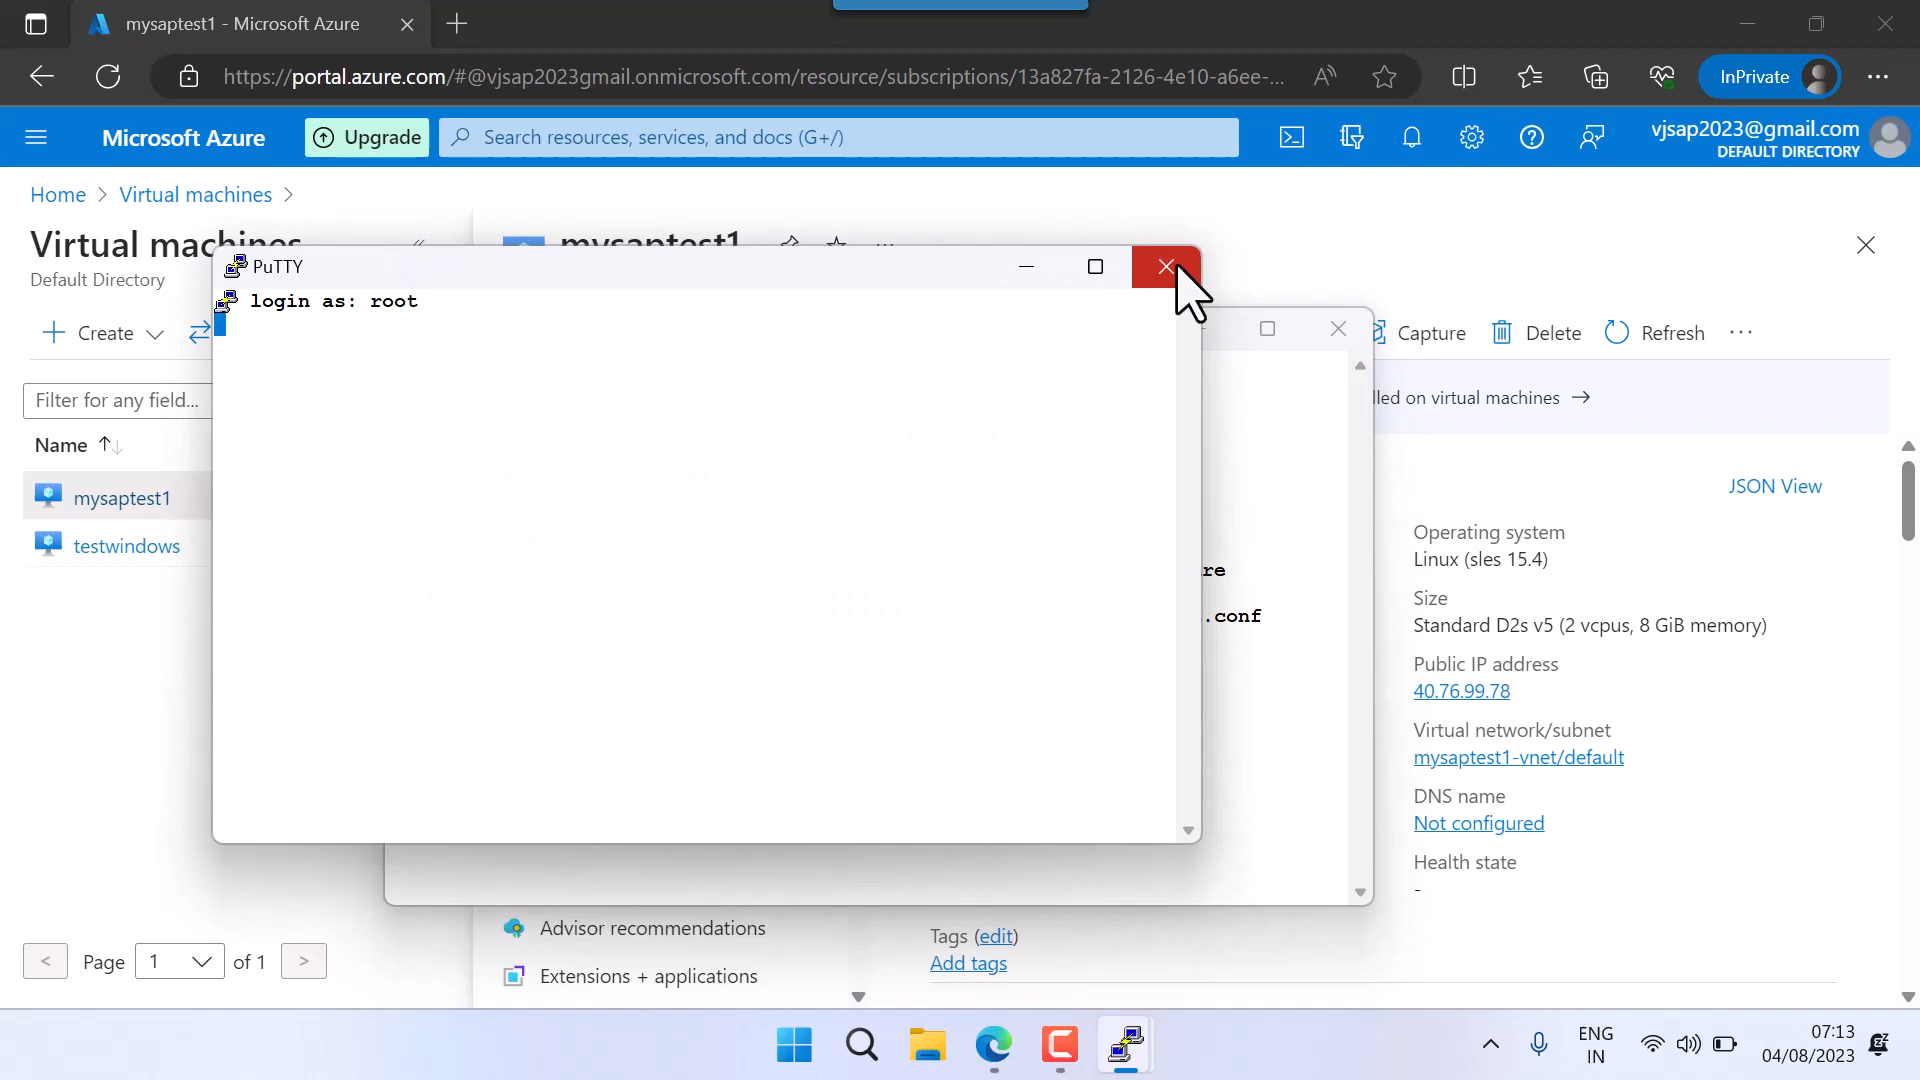 mysaptest1 - Microsoft Azure
https://portal.azure.com/#@vjsap2023gmail.onmicrosoft.com/resource/subscriptions/13a827fa-2126-4e10-a6ee-...
InPrivate
Microsoft Azure
Upgrade
Search resources, services, and docs (G+/)
vjsap2023@gmail.com
DEFAULT DIRECTORY
Home > Virtual machines >
Virtual machines
Default Directory
mysaptest1
PuTTY
login as: root
Create
Capture
Delete
Refresh
Filter for any field...
lled on virtual machines →
Name
mysaptest1
testwindows
JSON View
Operating system
Linux (sles 15.4)
re
.conf
Size
Standard D2s v5 (2 vcpus, 8 GiB memory)
Public IP address
40.76.99.78
Virtual network/subnet
mysaptest1-vnet/default
DNS name
Not configured
Health state
-
Advisor recommendations
Extensions + applications
Tags (edit)
Add tags
< Page 1 of 1 >
ENG
IN
07:13
04/08/2023